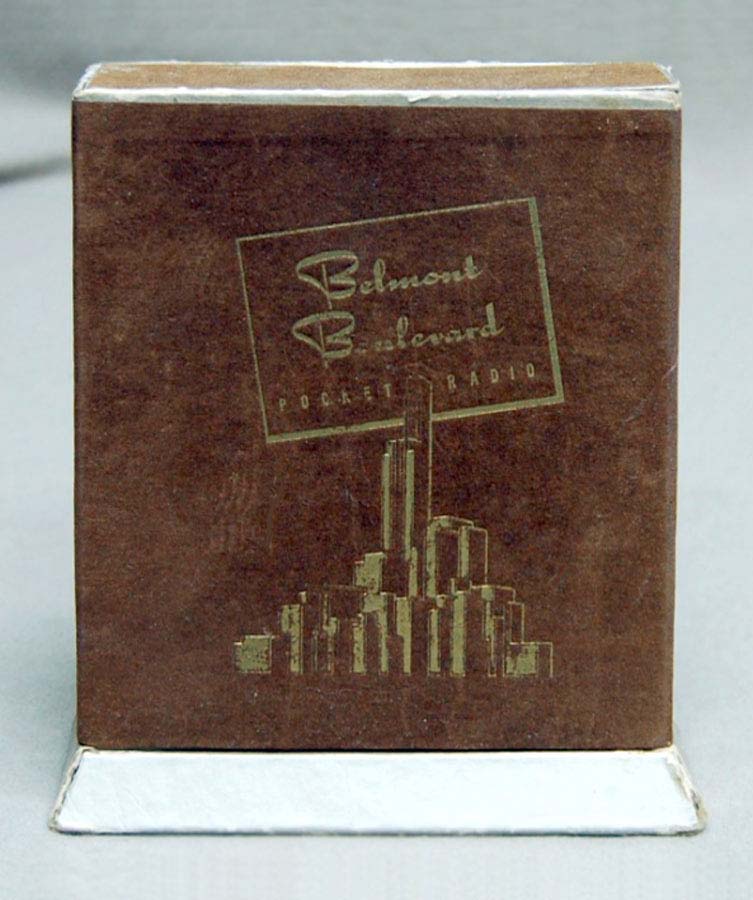 Belmont
Boulevard
POCKET RADIO